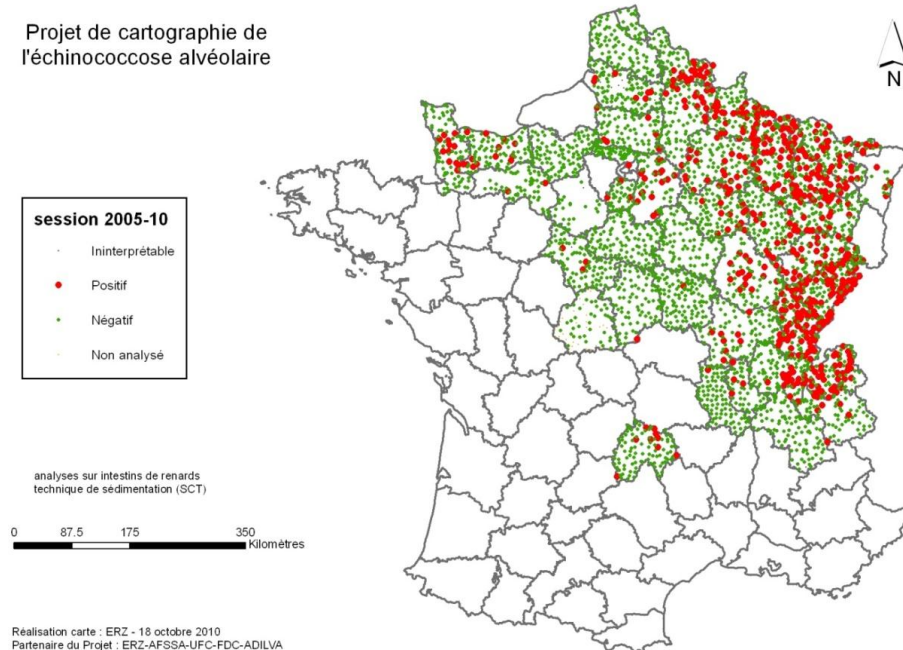 Projet de cartographie de
l'échinococcose alvéolaire
N
session 2005-10
Ininterprétable
Positif
Négatif
Non analysé
analyses sur intestins de renards
technique de sédimentation (SCT)
0 87.5 175 350
Kilomètres
Réalisation carte : ERZ - 18 octobre 2010
Partenaire du Projet : ERZ-AFSSA-UFC-FDC-ADILVA